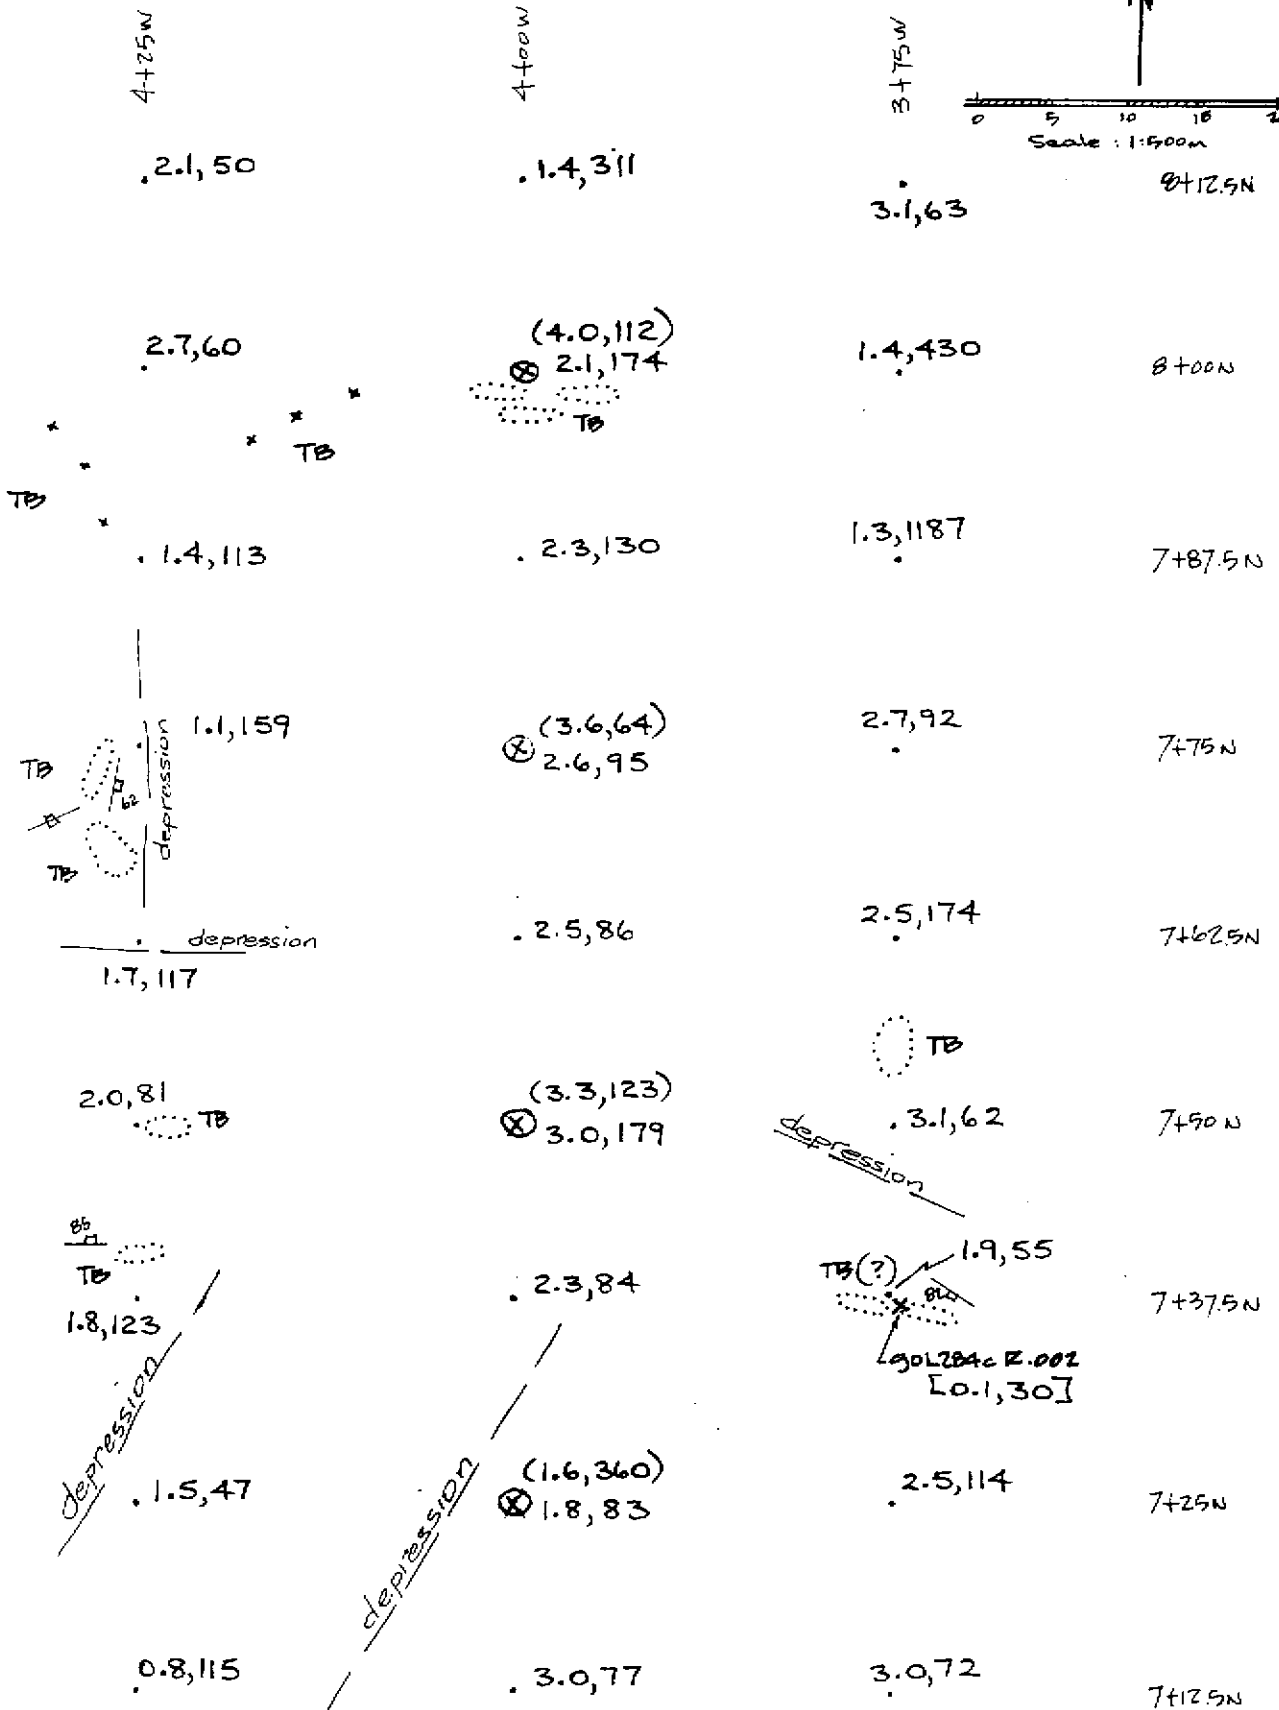 4+25W
4+00W
3+75W
0 5 10 15
Scale : 1:500m
2.1, 50
1.4, 311
3.1, 63
8+12.5N
2.7, 60
(4.0, 112)
2.1, 174
1.4, 430
8+00N
TB
TB
TB
1.4, 113
2.3, 130
1.3, 1187
7+87.5N
1.1, 159
depression
(3.6, 64)
2.6, 95
2.7, 92
7+75N
TB
62
TB
depression
2.5, 86
2.5, 174
7+62.5N
1.7, 117
TB
2.0, 81
TB
(3.3, 123)
3.0, 179
3.1, 62
7+50N
depression
85
TB
1.8, 123
2.3, 84
TB(?)
1.9, 55
7+37.5N
[0.1, 30]
depression
1.5, 47
(1.6, 360)
1.8, 83
2.5, 114
7+25N
depression
0.8, 115
3.0, 77
3.0, 72
7+12.5N